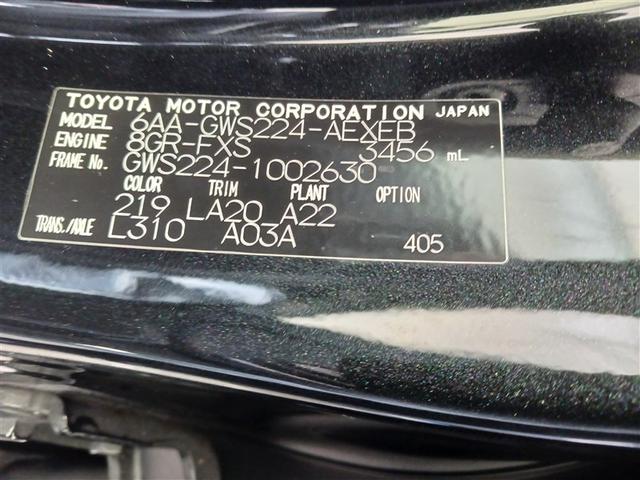 TOYOTA MOTOR CORPORATION JAPAN
MODEL 6AA-GWS224-AEXEB
ENGINE 8GR-FXS 3456 mL
FRAME No. GWS224-1002630
COLOR TRIM PLANT OPTION
219 LA20 A22
TRANS./AXLE L310 A03A 405